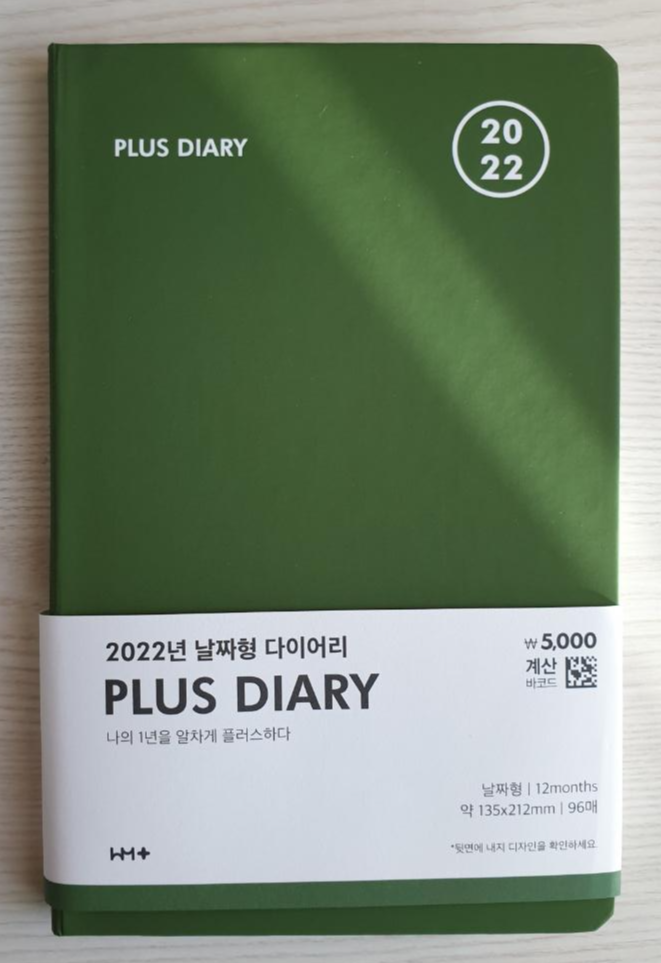 PLUS DIARY
20
22
2022년 날짜형 다이어리
PLUS DIARY
나의 1년을 알차게 플러스하다
₩ 5,000
계산
바코드
날짜형 | 12months
약 135x212mm | 96매
*뒷면에 내지 디자인을 확인하세요.
WM+